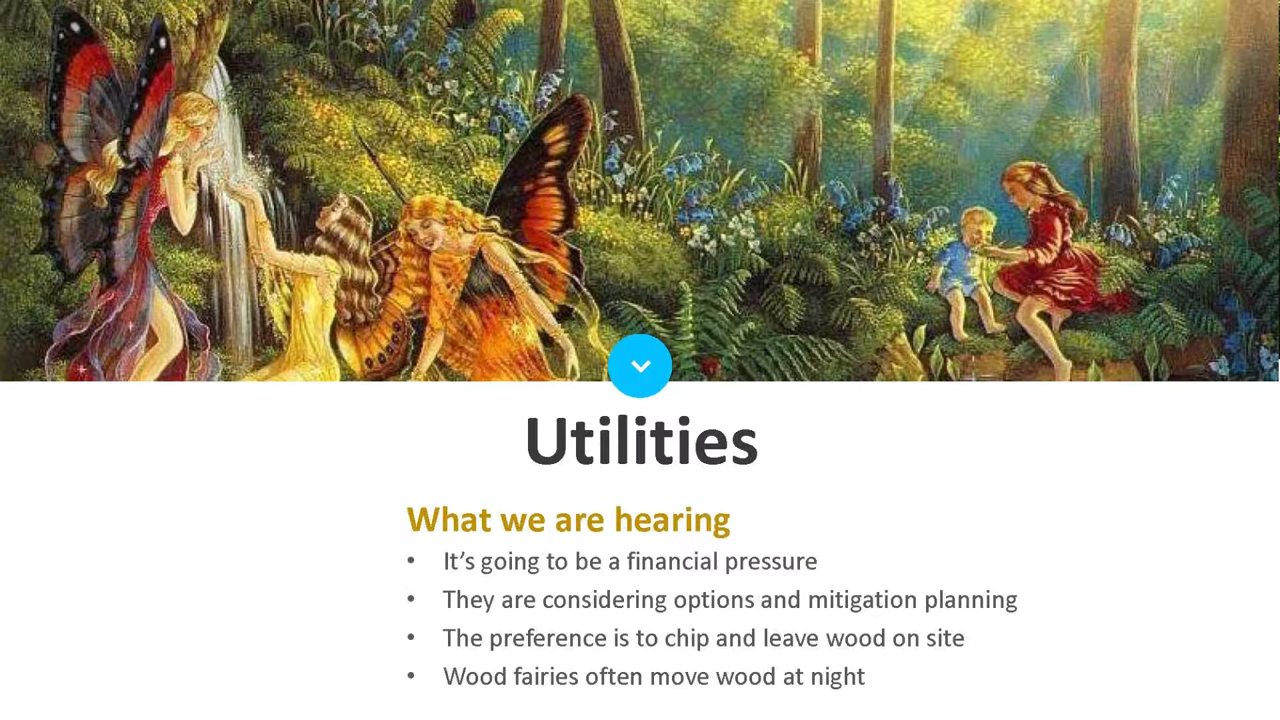 Utilities
What we are hearing
• It’s going to be a financial pressure
• They are considering options and mitigation planning
• The preference is to chip and leave wood on site
• Wood fairies often move wood at night